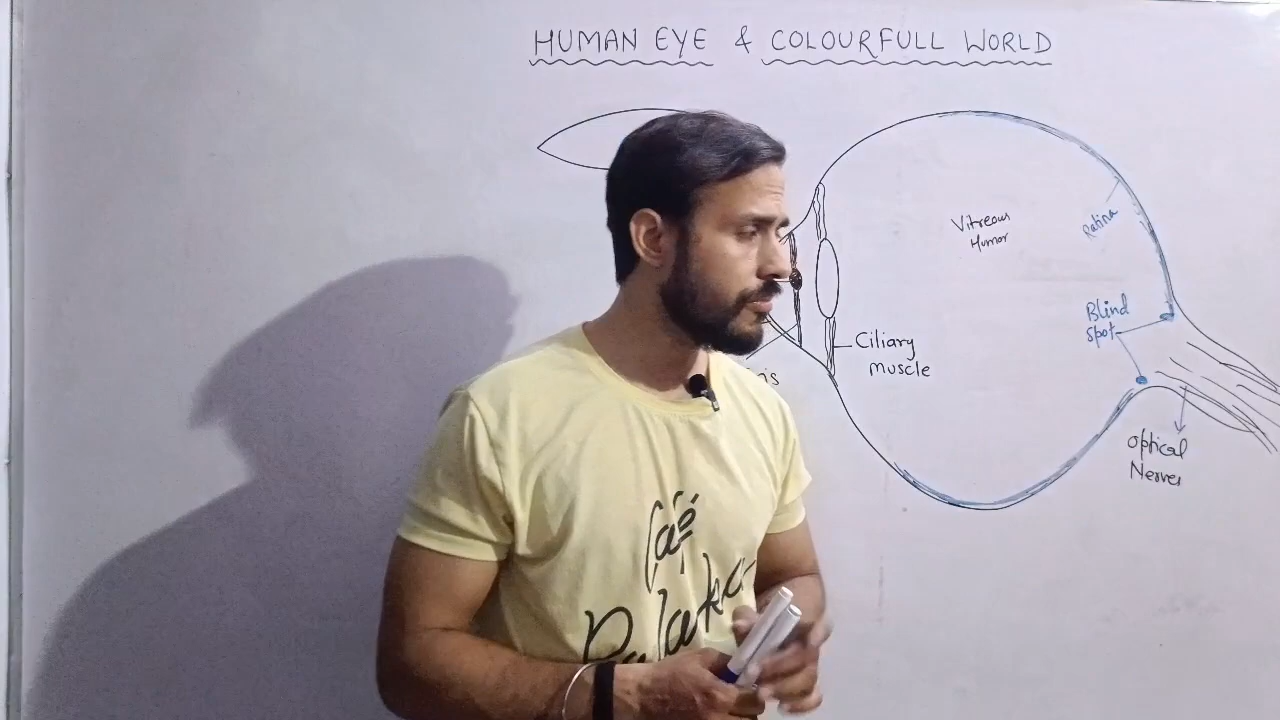 HUMAN EYE & COLOURFULL WORLD
Vitreous
Humor
Retina
Blind
spot
Ciliary
muscle
optical
Nerves